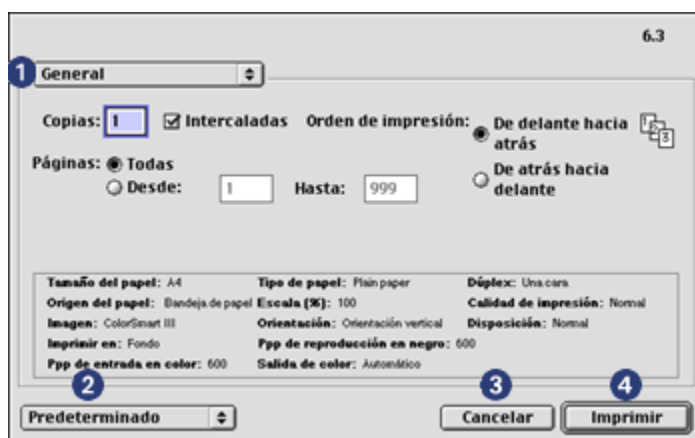 6.3
1 General
Copias: 1 Intercaladas Orden de impresión: De delante hacia atrás
1 2 3
Páginas: Todas
De atrás hacia delante
Desde: 1 Hasta: 999
Tamaño del papel: A4 Tipo de papel: Plain paper Dúplex: Una cara
Origen del papel: Bandeja de papel Escala (%): 100 Calidad de impresión: Normal
Imagen: ColorSmart III Orientación: Orientación vertical Disposición: Normal
Imprimir en: Fondo Ppp de reproducción en negro: 600
Ppp de entrada en color: 600 Salida de color: Automático
2 3 4
Predeterminado Cancelar Imprimir